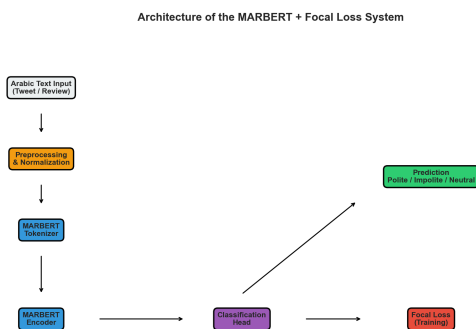 Architecture of the MARBERT + Focal Loss System
Arabic Text Input
(Tweet / Review)
Preprocessing
& Normalization
MARBERT
Tokenizer
MARBERT
Encoder
Classification
Head
Focal Loss
(Training)
Prediction
Polite / Impolite / Neutral